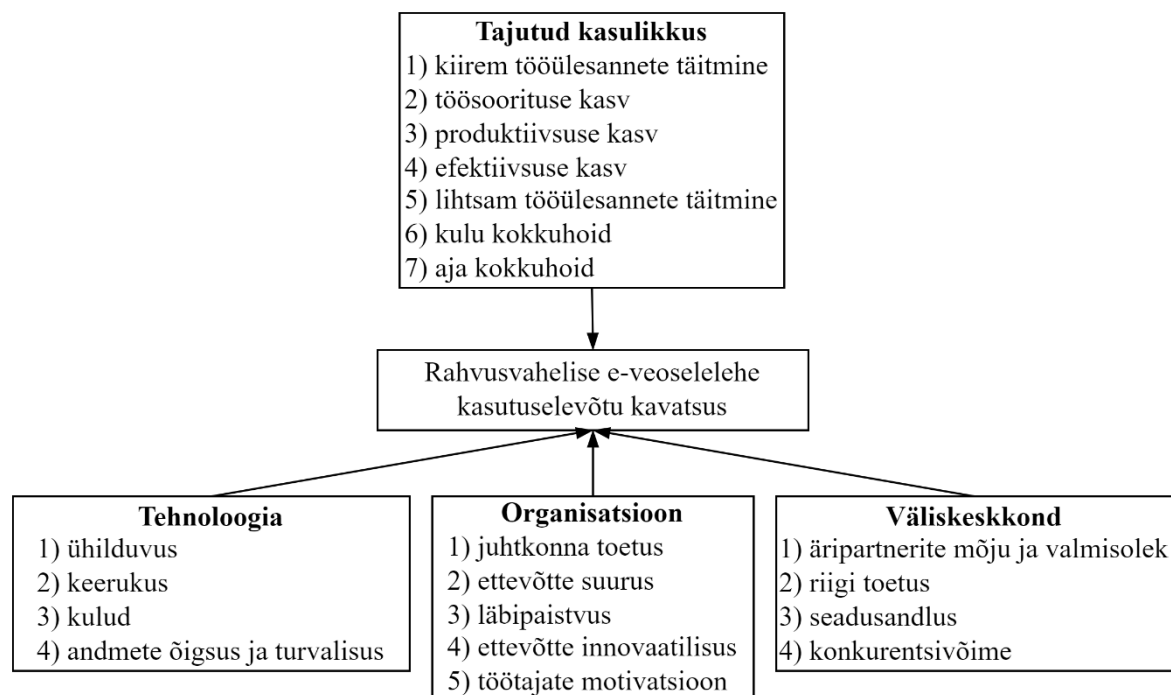 Tajutud kasulikkus
1) kiirem tööülesannete täitmine
2) töösoorituse kasv
3) produktiivsuse kasv
4) efektiivsuse kasv
5) lihtsam tööülesannete täitmine
6) kulu kokkuhoid
7) aja kokkuhoid
Rahvusvahelise e-veoselelehe
kasutuselevõtu kavatsus
Tehnoloogia
1) ühilduvus
2) keerukus
3) kulud
4) andmete õigsus ja turvalisus
Organisatsioon
1) juhtkonna toetus
2) ettevõtte suurus
3) läbipaistvus
4) ettevõtte innovaatilisus
5) töötajate motivatsioon
Väliskeskkond
1) äripartnerite mõju ja valmisolek
2) riigi toetus
3) seadusandlus
4) konkurentsivõime